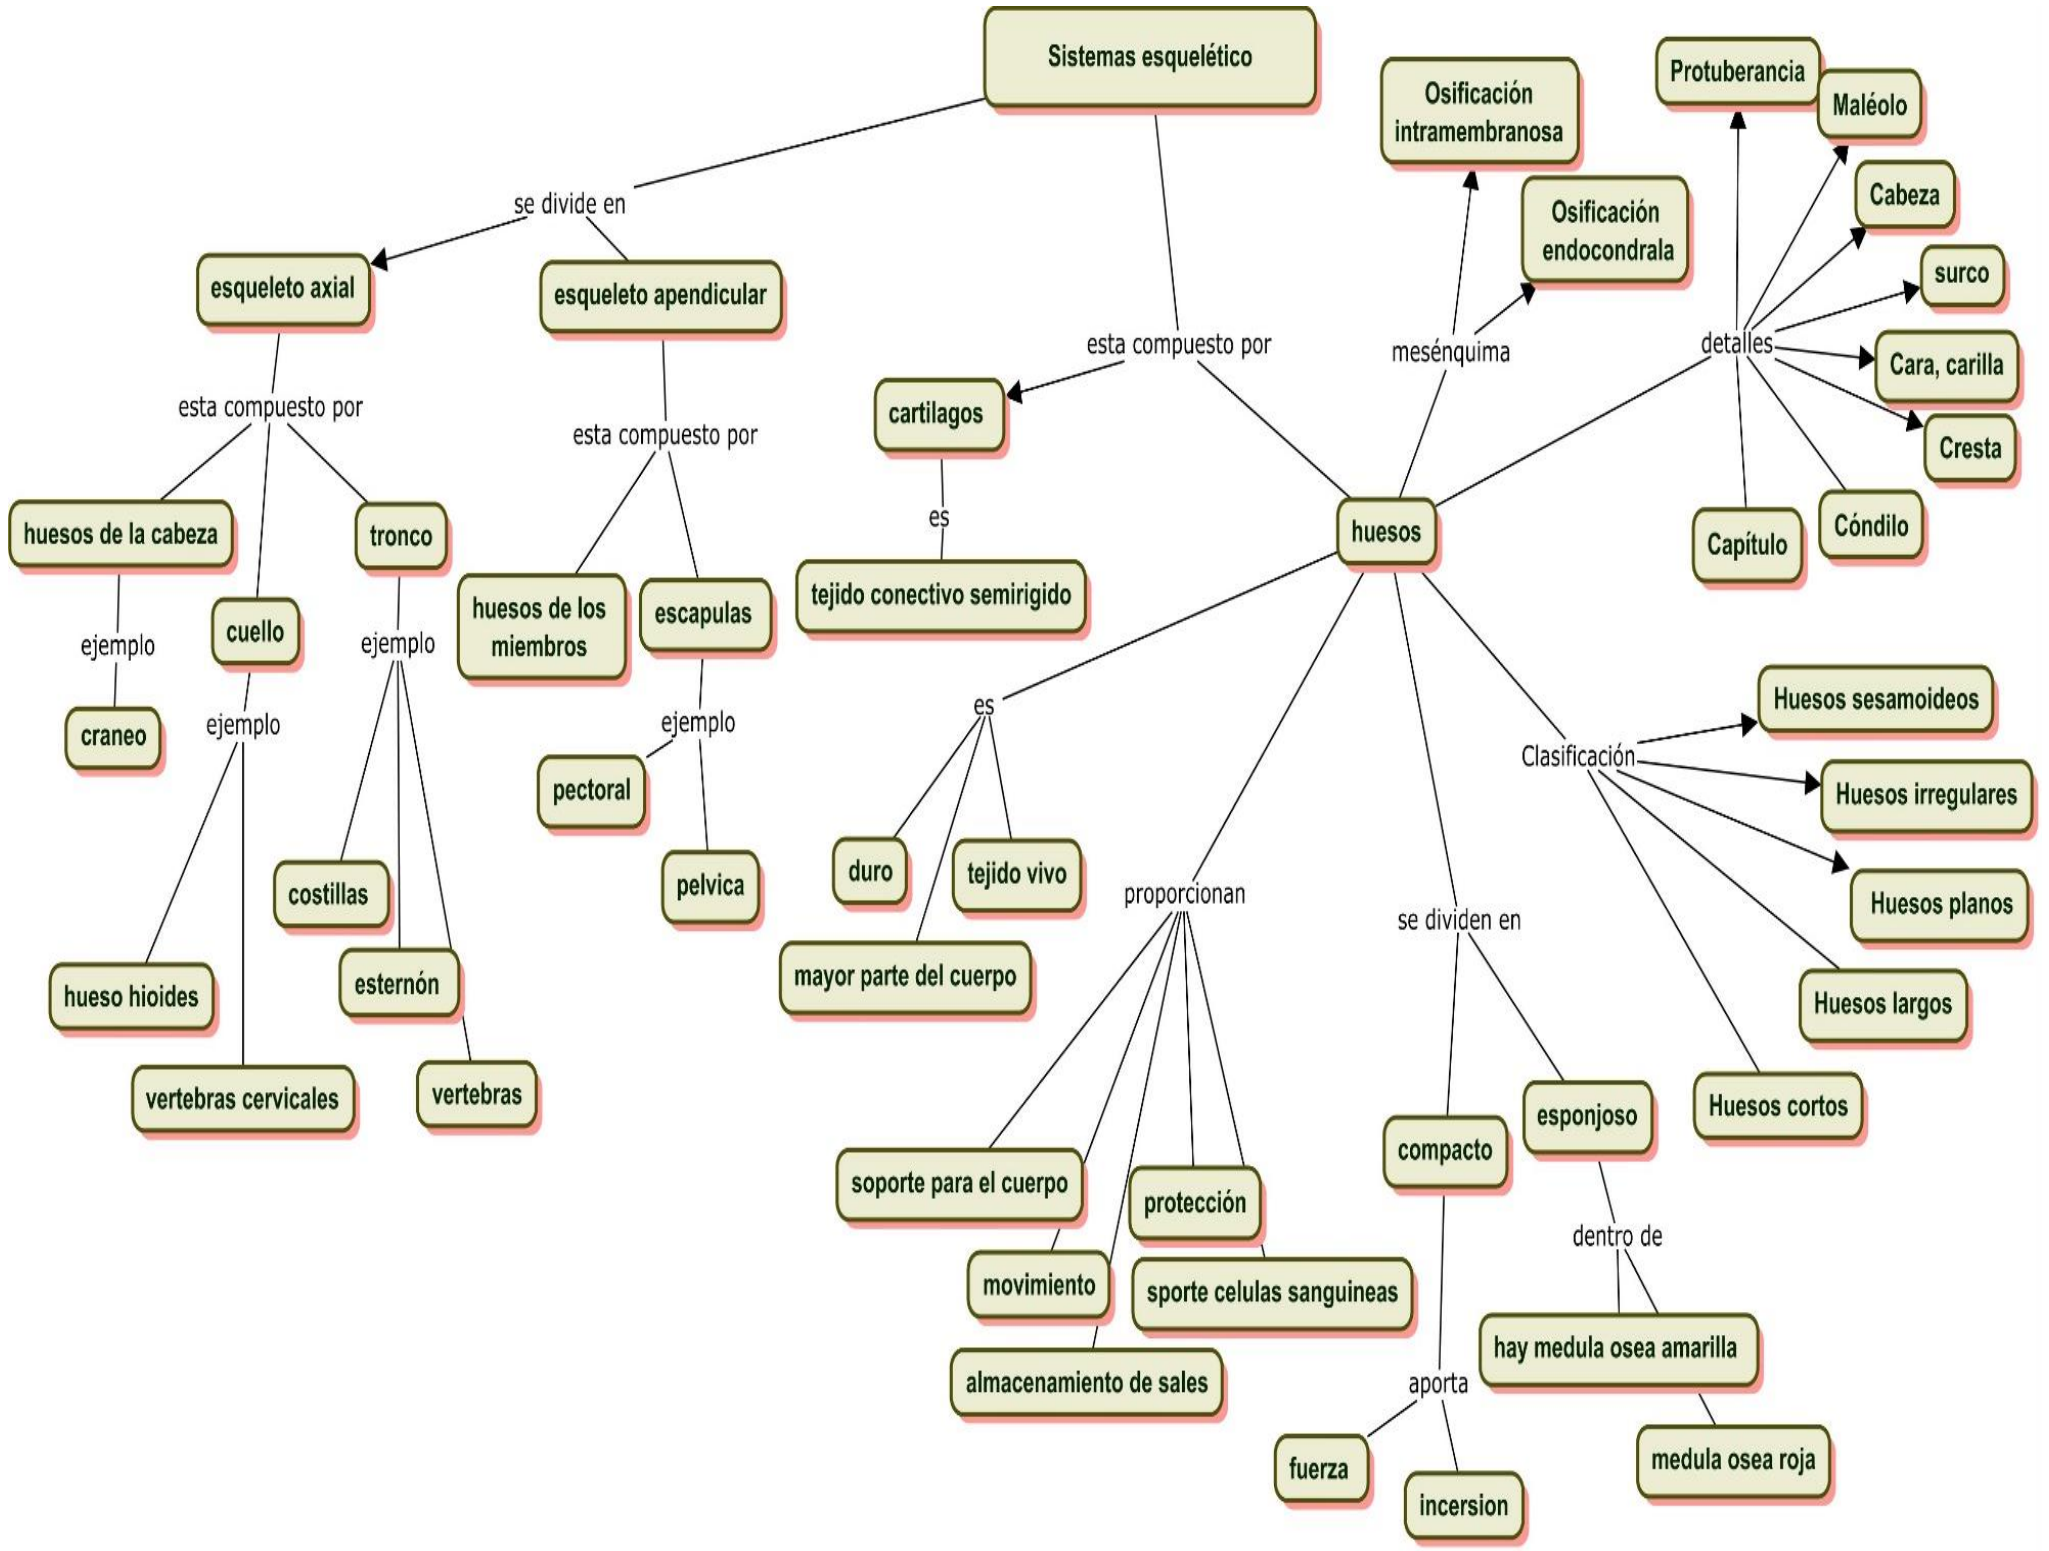 Sistemas esquelético
Osificación
intramembranosa
Protuberancia
Maléolo
Cabeza
Osificación
endocondrala
se divide en
surco
esqueleto axial
esqueleto apendicular
esta compuesto por
mesénquima
detalles
Cara, carilla
esta compuesto por
cartilagos
esta compuesto por
Cresta
huesos de la cabeza
tronco
es
huesos
Capítulo
Cóndilo
huesos de los
miembros
escapulas
tejido conectivo semirigido
cuello
ejemplo
ejemplo
ejemplo
ejemplo
es
Huesos sesamoideos
craneo
Clasificación
pectoral
Huesos irregulares
duro
tejido vivo
pelvica
costillas
proporcionan
se dividen en
Huesos planos
hueso hioides
esternón
mayor parte del cuerpo
Huesos largos
vertebras cervicales
vertebras
esponjoso
Huesos cortos
compacto
soporte para el cuerpo
protección
dentro de
movimiento
sporte celulas sanguineas
hay medula osea amarilla
almacenamiento de sales
aporta
medula osea roja
fuerza
incersion